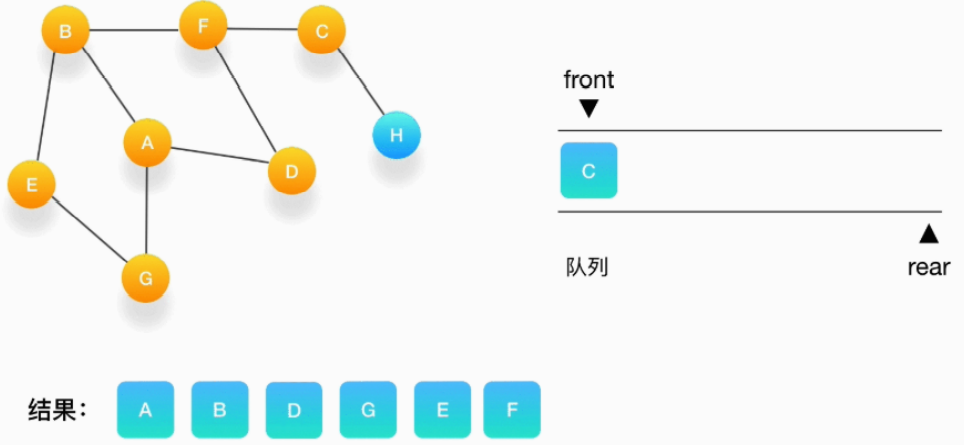 B F C
A H
D
E
G
front
C
队列
rear
结果: A B D G E F